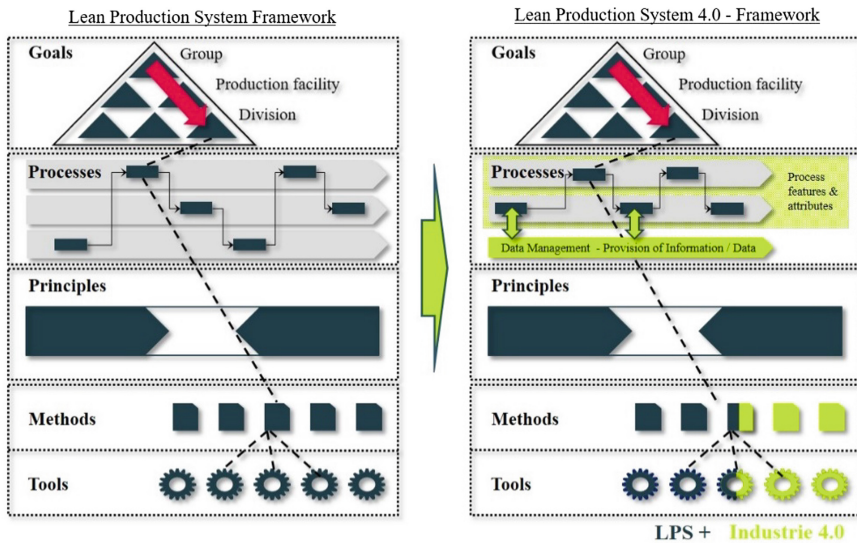 Lean Production System Framework
Goals
Group
Production facility
Division
Processes
Principles
Methods
Tools
Lean Production System 4.0 - Framework
Goals
Group
Production facility
Division
Processes
Process
features &
attributes
Data Management - Provision of Information / Data
Principles
Methods
Tools
LPS + Industrie 4.0